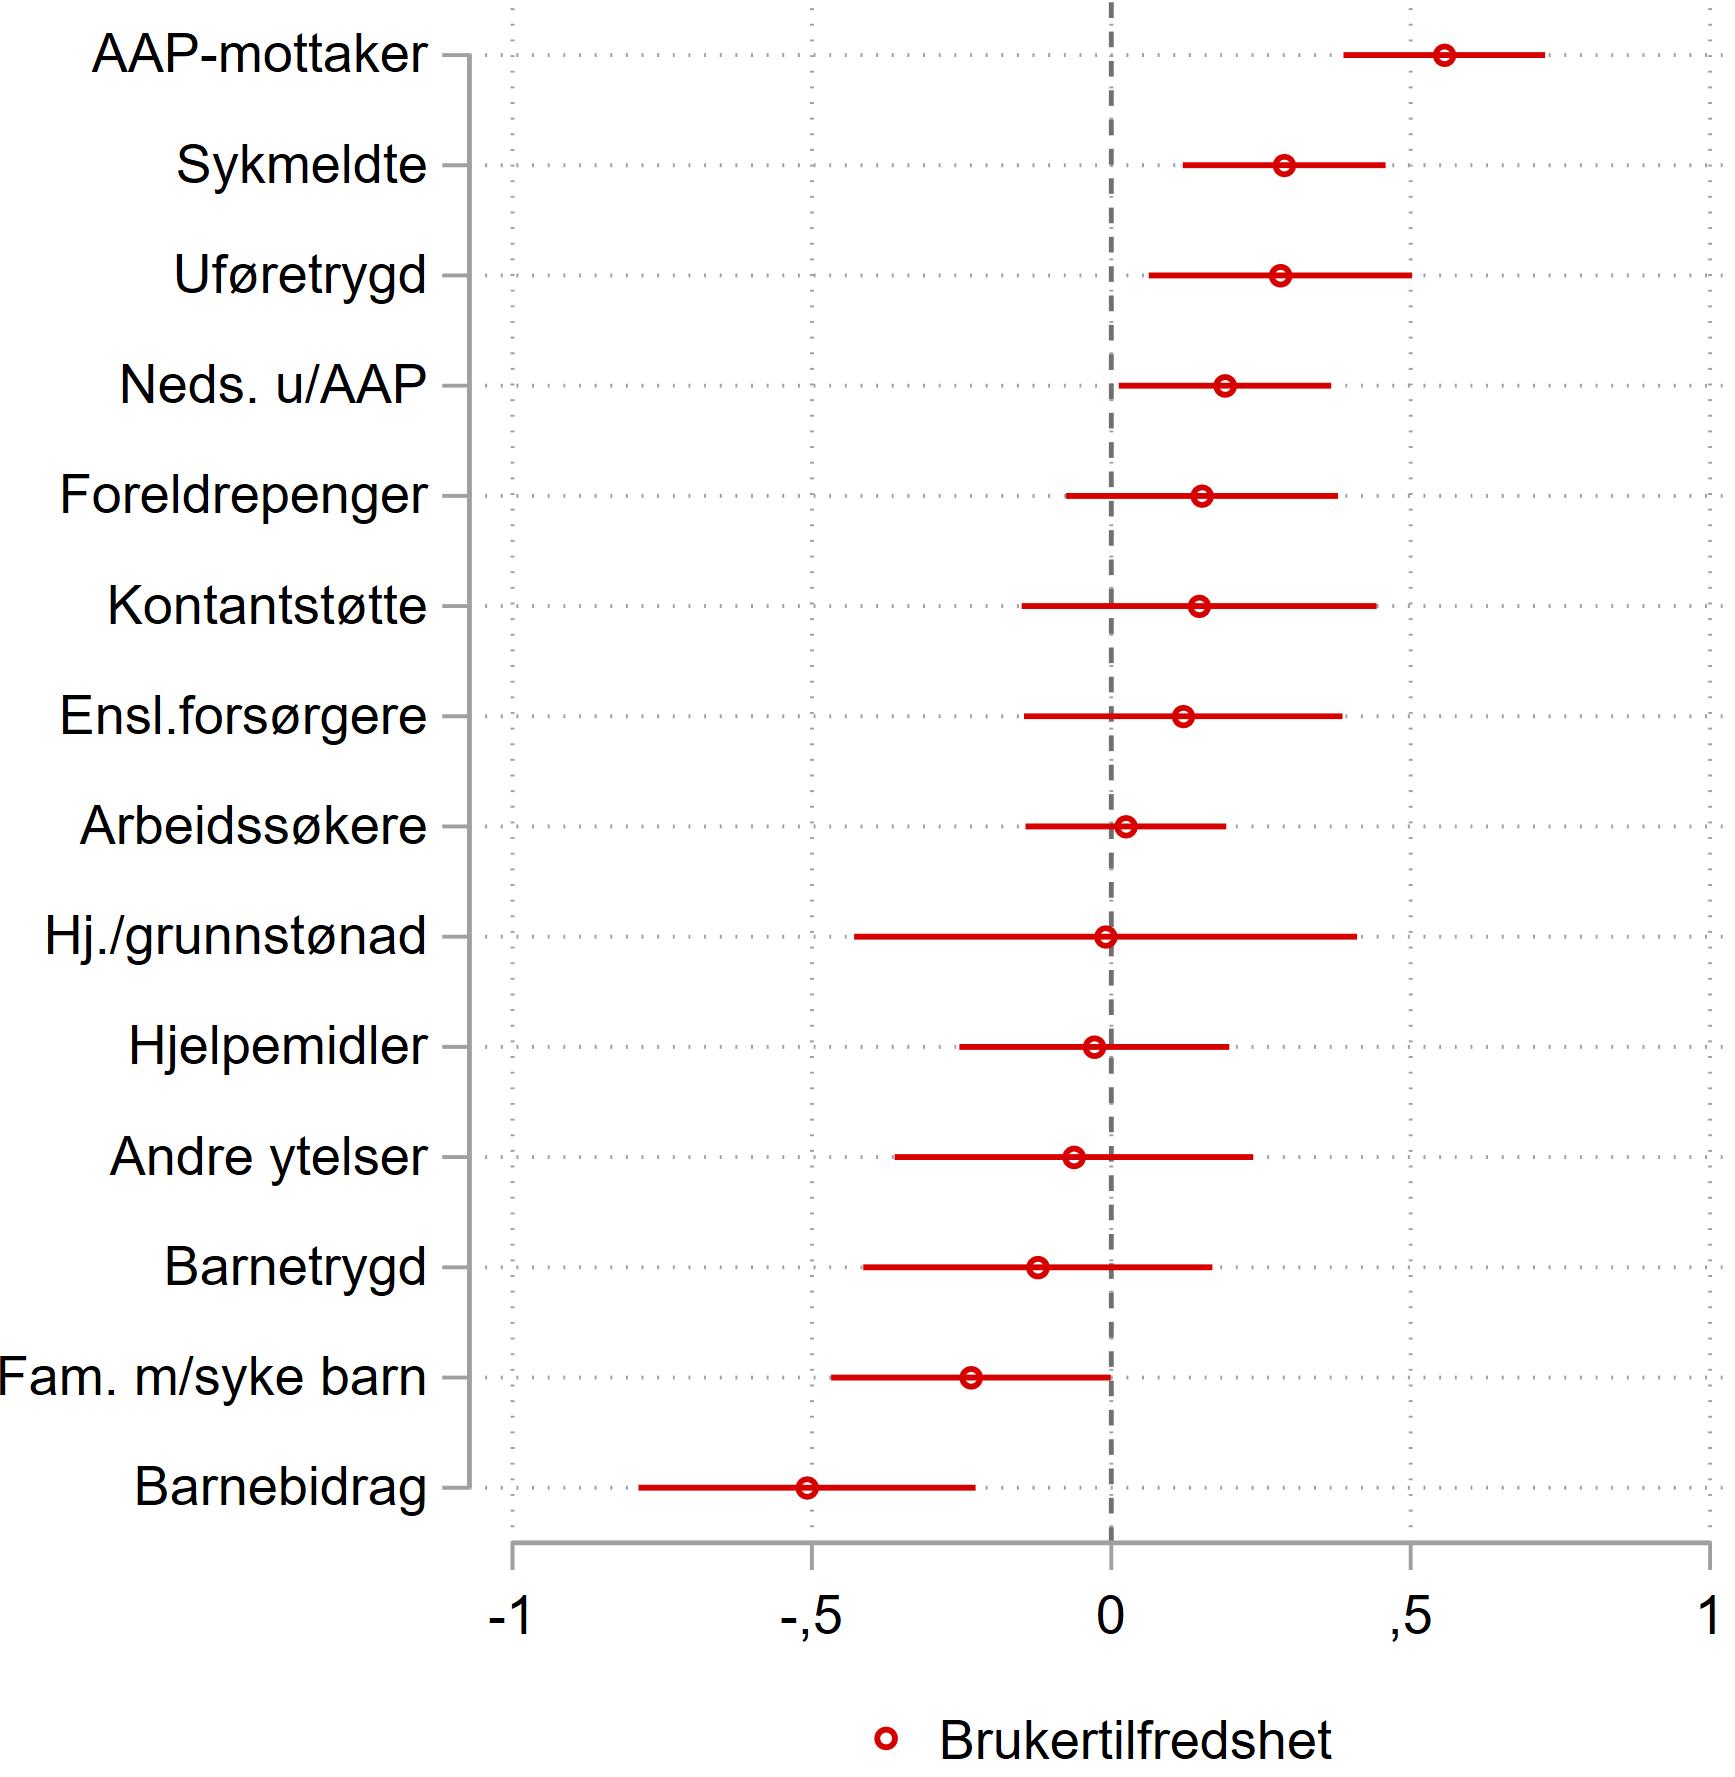 AAP-mottaker
Sykmeldte
Uføretrygd
Neds. u/AAP
Foreldrepenger
Kontantstøtte
Ensl.forsørgere
Arbeidssøkere
Hj./grunnstønad
Hjelpemidler
Andre ytelser
Barnetrygd
Fam. m/syke barn
Barnebidrag
-1 -,5 0 ,5 1
Brukertilfredshet